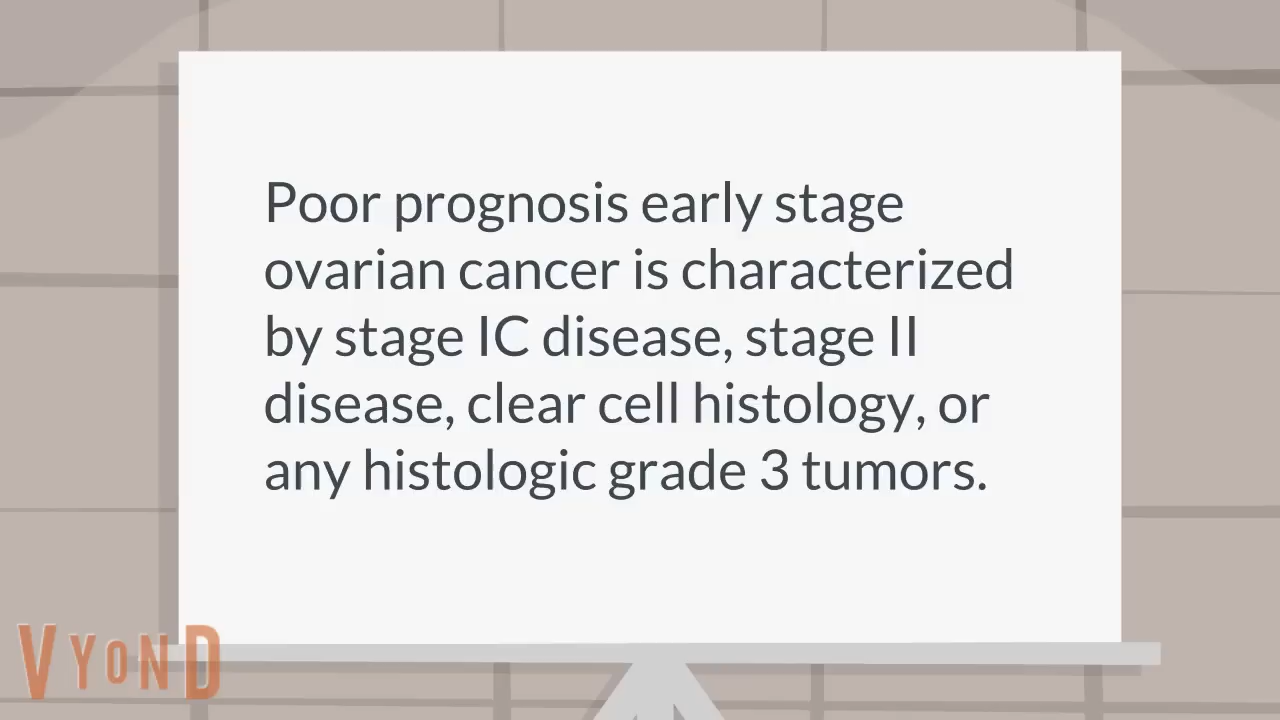 Poor prognosis early stage
ovarian cancer is characterized
by stage IC disease, stage II
disease, clear cell histology, or
any histologic grade 3 tumors.
VYOND